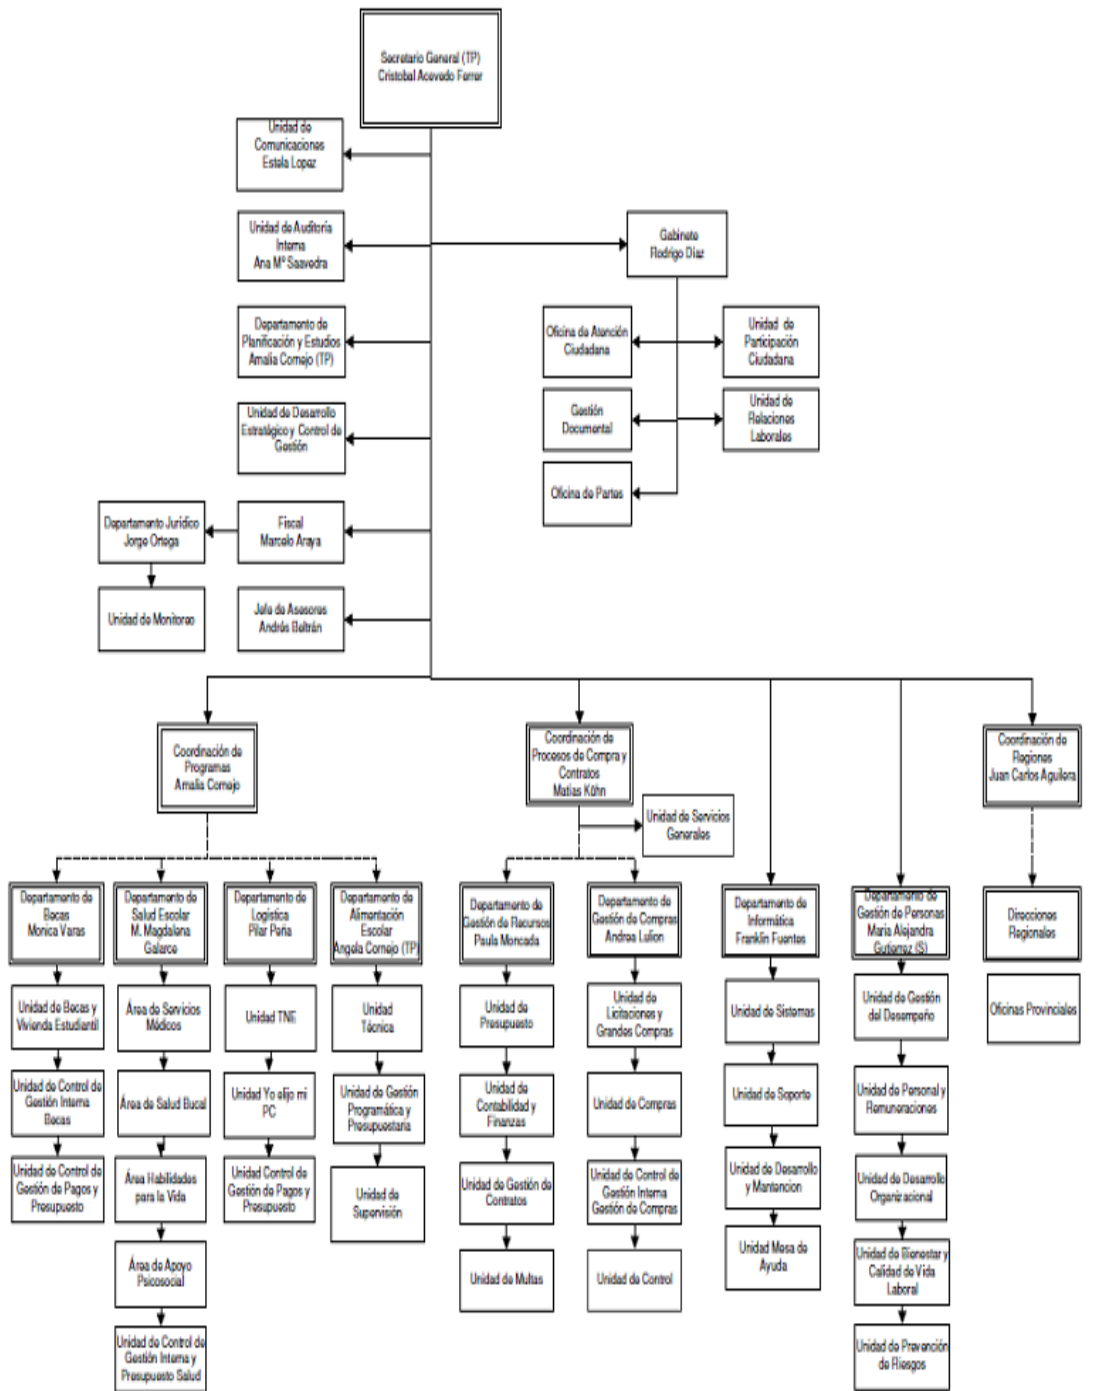 Secretario General (TP)
Cristobal Acevedo Ferrer
Unidad de
Comunicaciones
Estela Lopez
Unidad de Auditoría
Interna
Ana Mº Saavedra
Gabinete
Rodrigo Diaz
Departamento de
Planificación y Estudios
Amalia Cornejo (TP)
Oficina de Atención
Ciudadana
Unidad de
Participación
Ciudadana
Unidad de Desarrollo
Estratégico y Control de
Gestión
Gestión
Documental
Unidad de
Relaciones
Laborales
Oficina de Partes
Departamento Jurídico
Jorge Ortega
Fiscal
Marcelo Araya
Unidad de Monitoreo
Jefe de Asesores
Andrés Beltrán
Coordinación de
Programas
Amalia Cornejo
Coordinación de
Procesos de Compra y
Contratos
Matías Kühn
Coordinación de
Regiones
Juan Carlos Aguilera
Unidad de Servicios
Generales
Departamento de
Becas
Monica Varas
Departamento de
Salud Escolar
M. Magdalena
Galarce
Departamento de
Logística
Pilar Peña
Departamento de
Alimentación
Escolar
Angela Cornejo (TP)
Departamento de
Gestión de Recursos
Paula Moncada
Departamento de
Gestión de Compras
Andrea Lulion
Departamento de
Informática
Franklin Fuentes
Departamento de
Gestión de Personas
Maria Alejandra
Gutierrez (S)
Direcciones
Regionales
Unidad de Becas y
Vivienda Estudiantil
Área de Servicios
Médicos
Unidad TNE
Unidad
Técnica
Unidad de
Presupuesto
Unidad de
Licitaciones y
Grandes Compras
Unidad de Sistemas
Unidad de Gestión
del Desempeño
Oficinas Provinciales
Unidad de Control de
Gestión Interna
Becas
Área de Salud Bucal
Unidad Yo elijo mi
PC
Unidad de Gestión
Programática y
Presupuestaria
Unidad de
Contabilidad y
Finanzas
Unidad de Compras
Unidad de Soporte
Unidad de Personal y
Remuneraciones
Unidad de Control de
Gestión de Pagos y
Presupuesto
Área Habilidades
para la Vida
Unidad Control de
Gestión de Pagos y
Presupuesto
Unidad de
Supervisión
Unidad de Gestión de
Contratos
Unidad de Control de
Gestión Interna
Gestión de Compras
Unidad de Desarrollo
y Mantencion
Unidad de Desarrollo
Organizacional
Área de Apoyo
Psicosocial
Unidad de Multas
Unidad de Control
Unidad Mesa de
Ayuda
Unidad de Bienestar y
Calidad de Vida
Laboral
Unidad de Control de
Gestión Interna y
Presupuesto Salud
Unidad de Prevención
de Riesgos